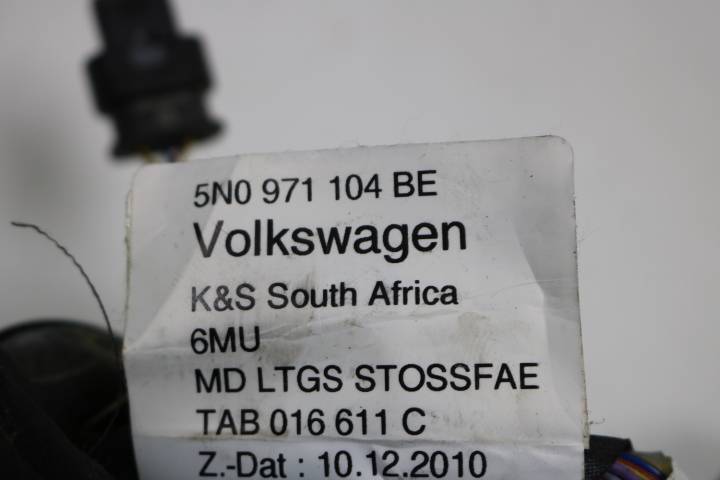 5N0 971 104 BE
Volkswagen
K&S South Africa
6MU
MD LTGS STOSSFAE
TAB 016 611 C
Z.-Dat : 10.12.2010